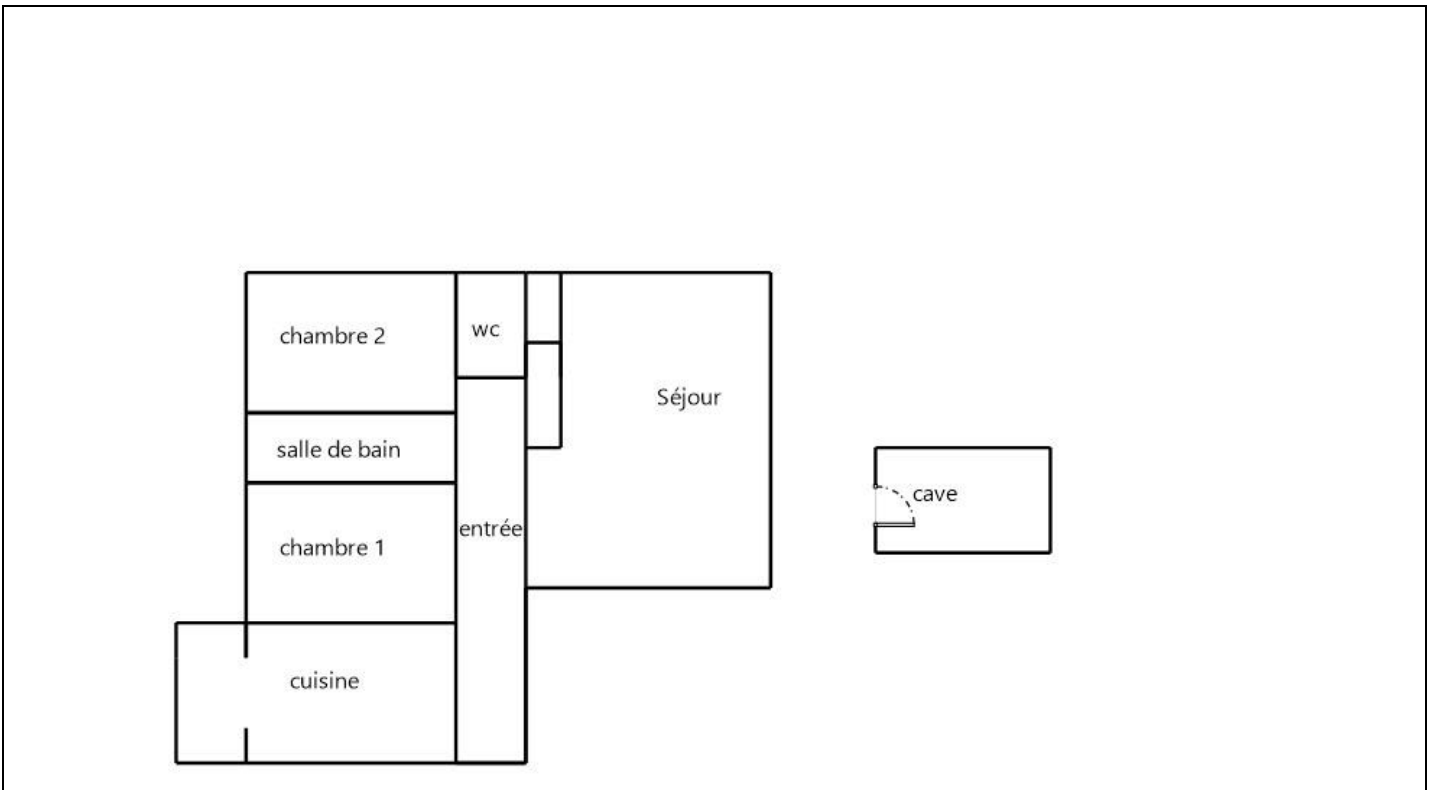 wc
chambre 2
Séjour
salle de bain
cave
entrée
chambre 1
cuisine